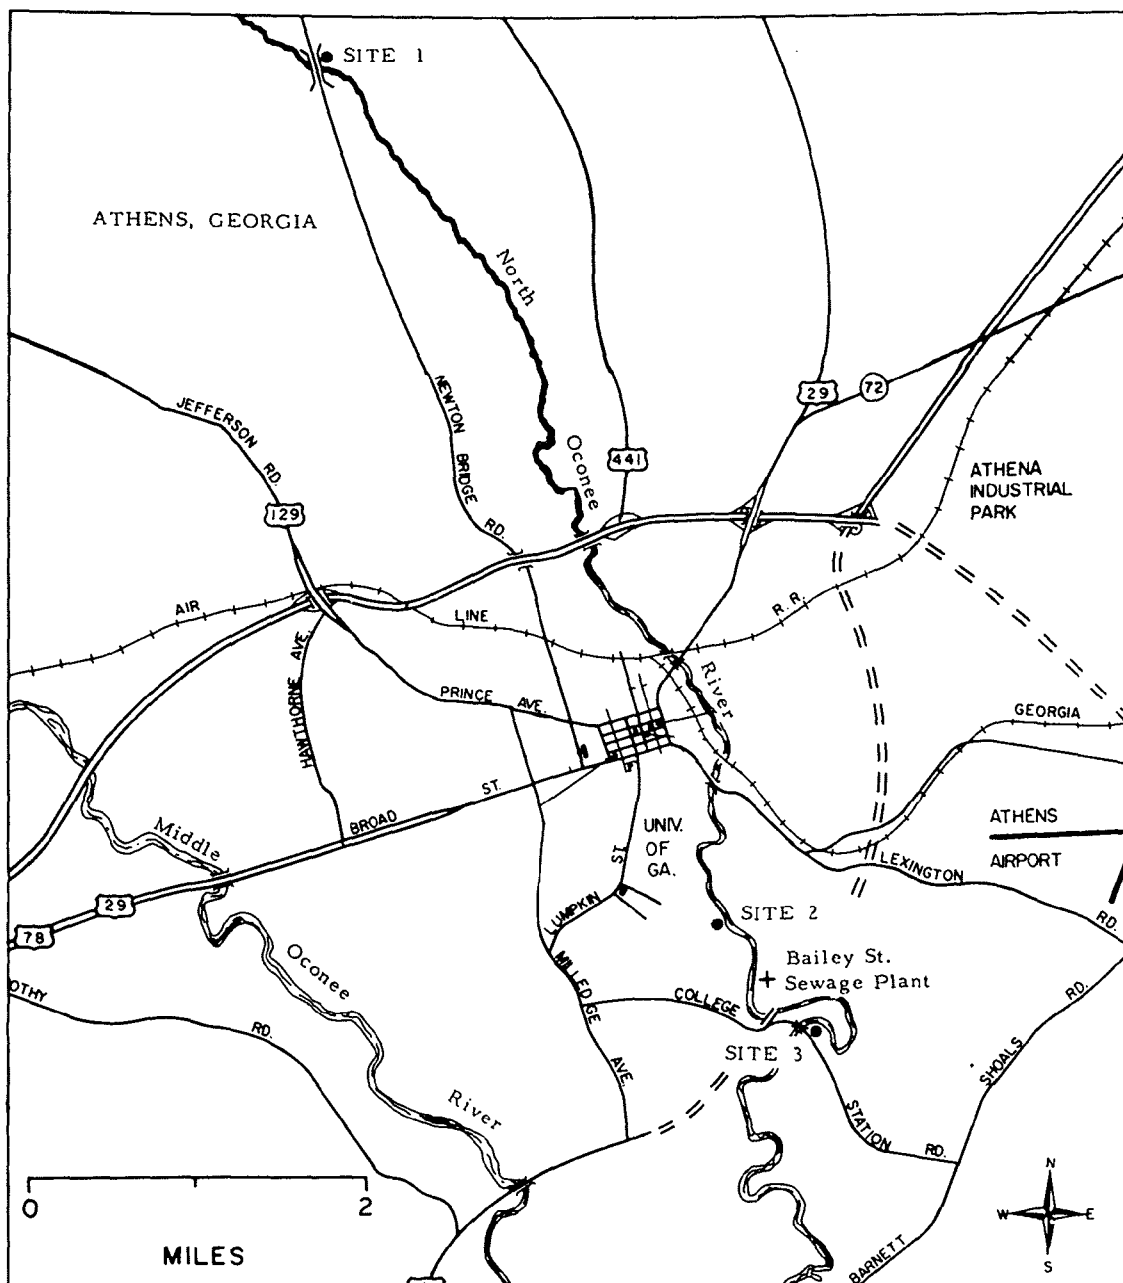 SITE 1
ATHENS, GEORGIA
North
Oconee
River
NEWTON BRIDGE RD.
JEFFERSON RD.
129
441
29
72
ATHENA
INDUSTRIAL
PARK
AIR LINE R.R.
HAWTHORNE AVE.
PRINCE AVE.
GEORGIA
ATHENS
AIRPORT
BROAD ST.
Middle
Oconee
River
29
78
UNIV.
OF
GA.
LUMPKIN ST.
LEXINGTON RD.
SITE 2
Bailey St.
Sewage Plant
MILLEDGE AVE.
COLLEGE STATION RD.
SITE 3
OTHY RD.
BARNETT SHOALS RD.
0 2
MILES
N
W E
S